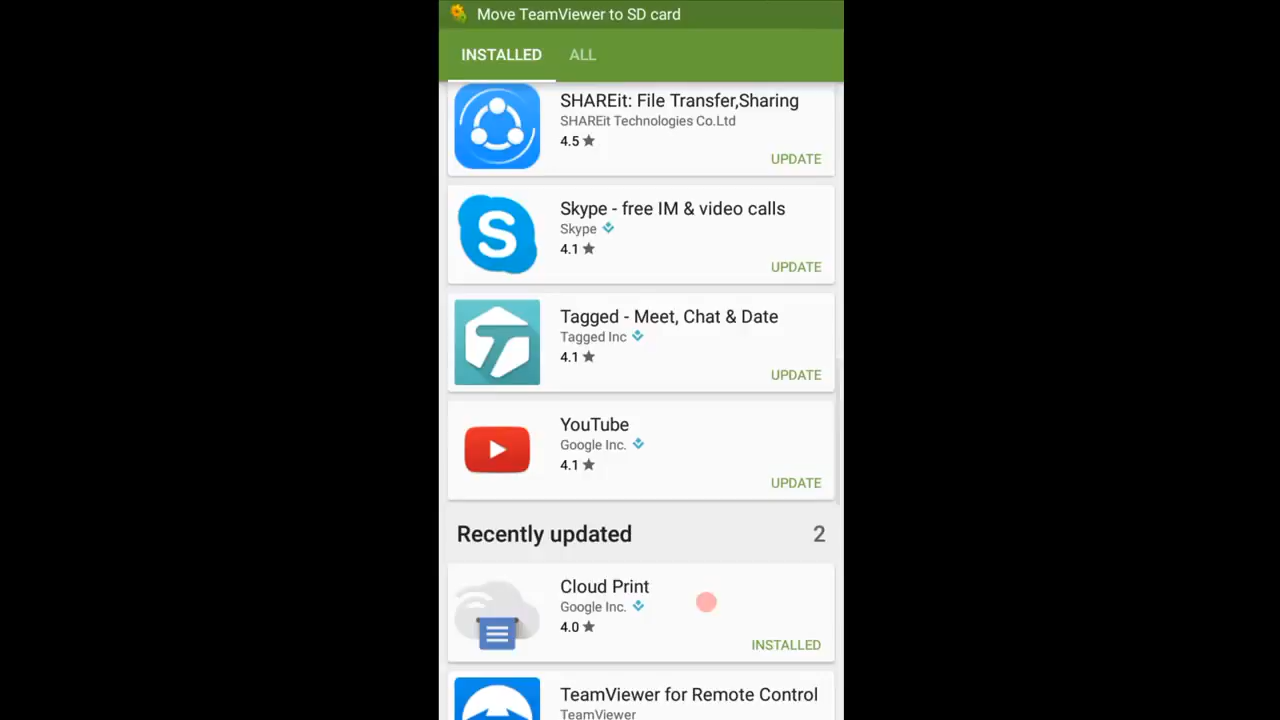 Move TeamViewer to SD card
INSTALLED ALL
SHAREit: File Transfer,Sharing
SHAREit Technologies Co.Ltd
4.5 ★
UPDATE
Skype - free IM & video calls
Skype
4.1 ★
UPDATE
Tagged - Meet, Chat & Date
Tagged Inc
4.1 ★
UPDATE
YouTube
Google Inc.
4.1 ★
UPDATE
Recently updated 2
Cloud Print
Google Inc.
4.0 ★
INSTALLED
TeamViewer for Remote Control
TeamViewer